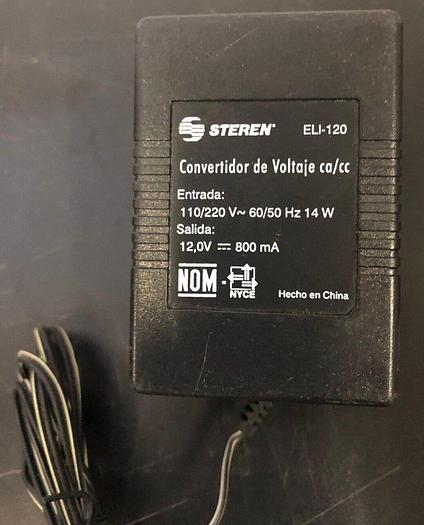 STEREN® ELI-120
Convertidor de Voltaje ca/cc
Entrada:
110/220 V~ 60/50 Hz 14 W
Salida:
12,0V ⎓ 800 mA
NOM - NYCE Hecho en China